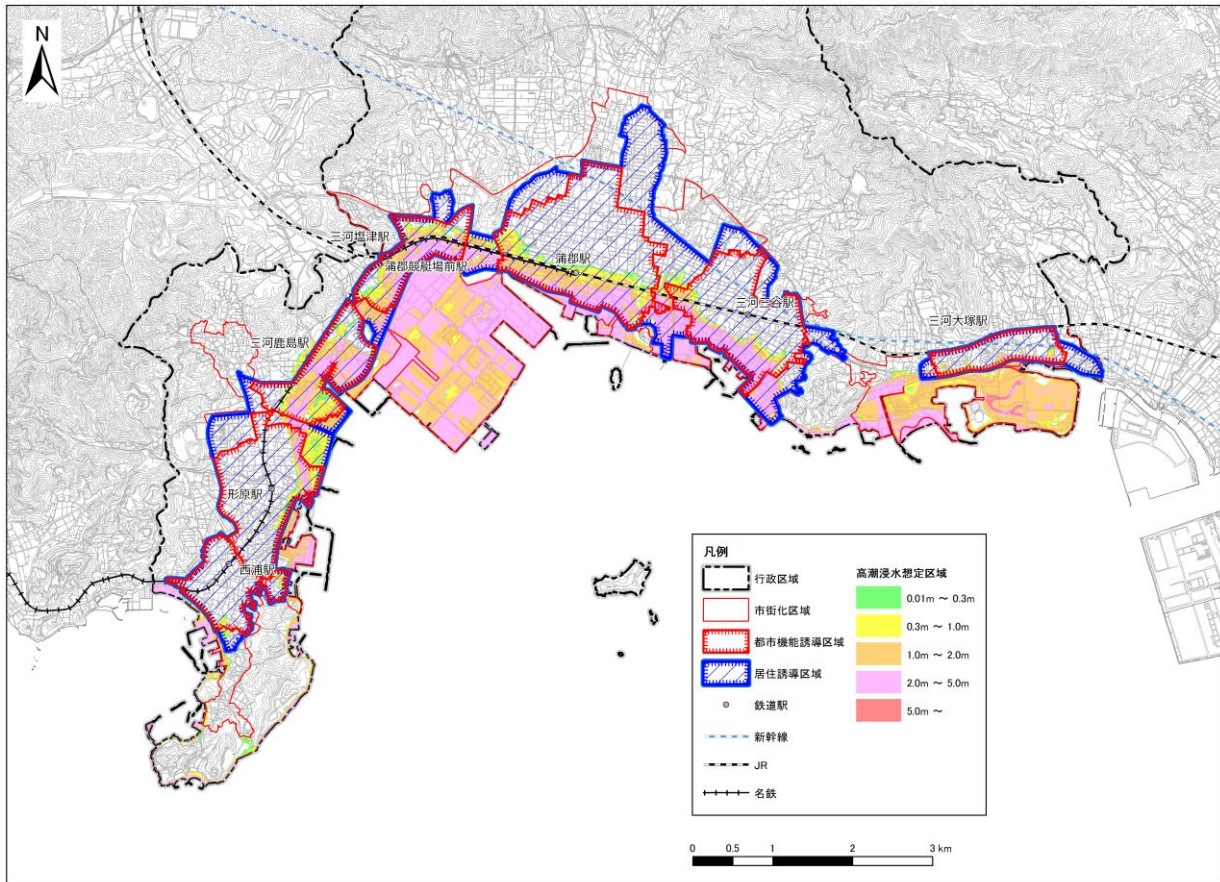 N
三河塩津駅
蒲郡競艇場前駅
蒲郡駅
三河三谷駅
三河大塚駅
三河鹿島駅
形原駅
西浦駅
凡例
行政区域
市街化区域
都市機能誘導区域
居住誘導区域
鉄道駅
新幹線
JR
名鉄
高潮浸水想定区域
0.01m ～ 0.3m
0.3m ～ 1.0m
1.0m ～ 2.0m
2.0m ～ 5.0m
5.0m ～
0 0.5 1 2 3 km